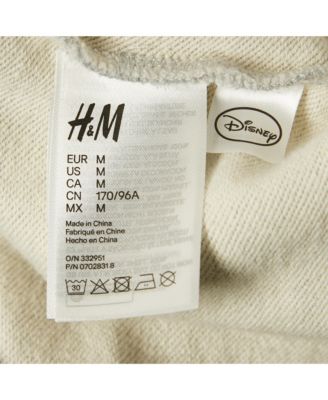 H&M
EUR M
US M
CA M
CN 170/96A
MX M
Made in China
Fabriqué en Chine
Hecho en China
O/N 332951
P/N 0702831 8
30
Disney